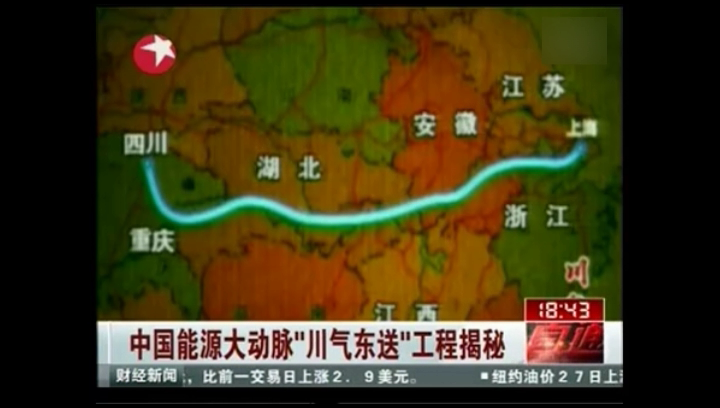 江 苏
安 徽
上海
四川
湖 北
浙 江
重庆
川
江 西
18:43
直播
中国能源大动脉"川气东送"工程揭秘
财经新闻 ，比前一交易日上涨2．9美元。 ■纽约油价27日上